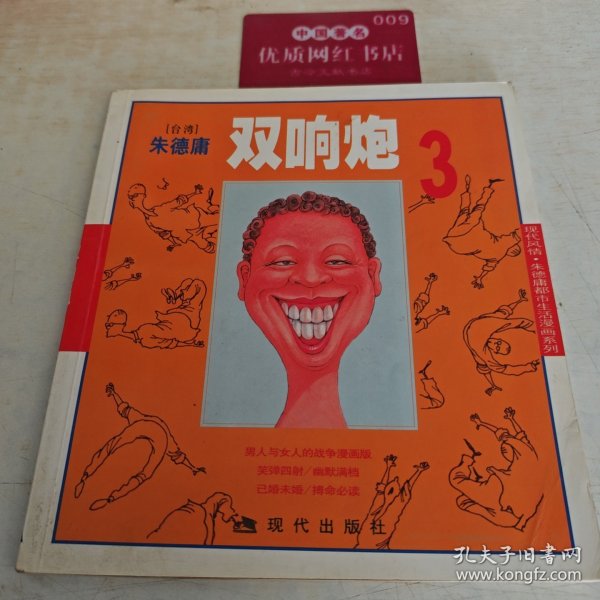 009
中国著名
优质网红书店
[台湾]
朱德庸
双响炮
3
现代风情·朱德庸都市生活漫画系列
男人与女人的战争漫画版
笑弹四射/幽默满档
已婚未婚/搏命必读
现代出版社
孔夫子旧书网
www.kongfz.com